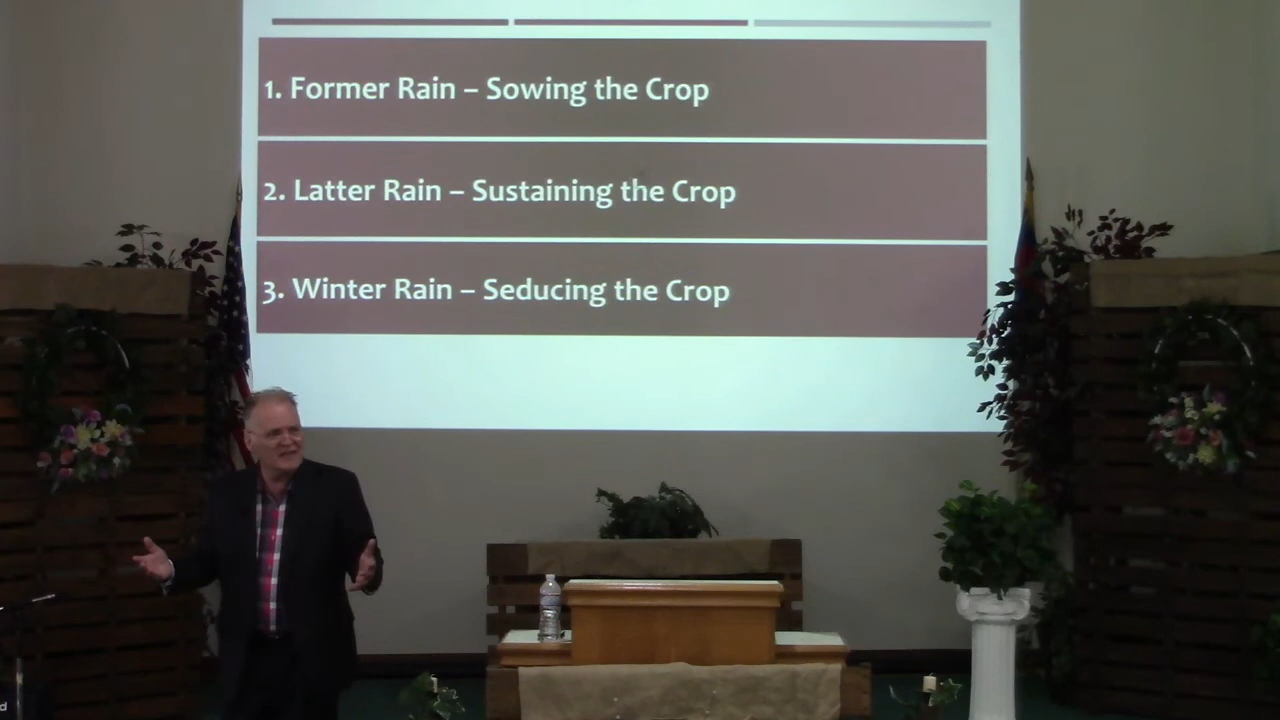 1. Former Rain – Sowing the Crop
2. Latter Rain – Sustaining the Crop
3. Winter Rain – Seducing the Crop